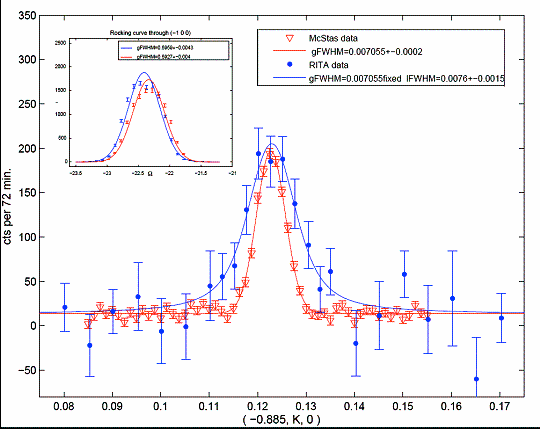 350
300
250
200
150
100
50
0
−50
cts per 72 min.
0.08 0.09 0.1 0.11 0.12 0.13 0.14 0.15 0.16 0.17
( −0.885, K, 0 )
McStas data
gFWHM=0.007055+−0.0002
RITA data
gFWHM=0.007055fixed lFWHM=0.0076+−0.0015
Rocking curve through (−1 0 0)
gFWHM=0.5959+−0.0043
gFWHM=0.5927+−0.004
2500
2000
1500
1000
500
0
−23.5 −23 −22.5 −22 −21.5 −21
Ω